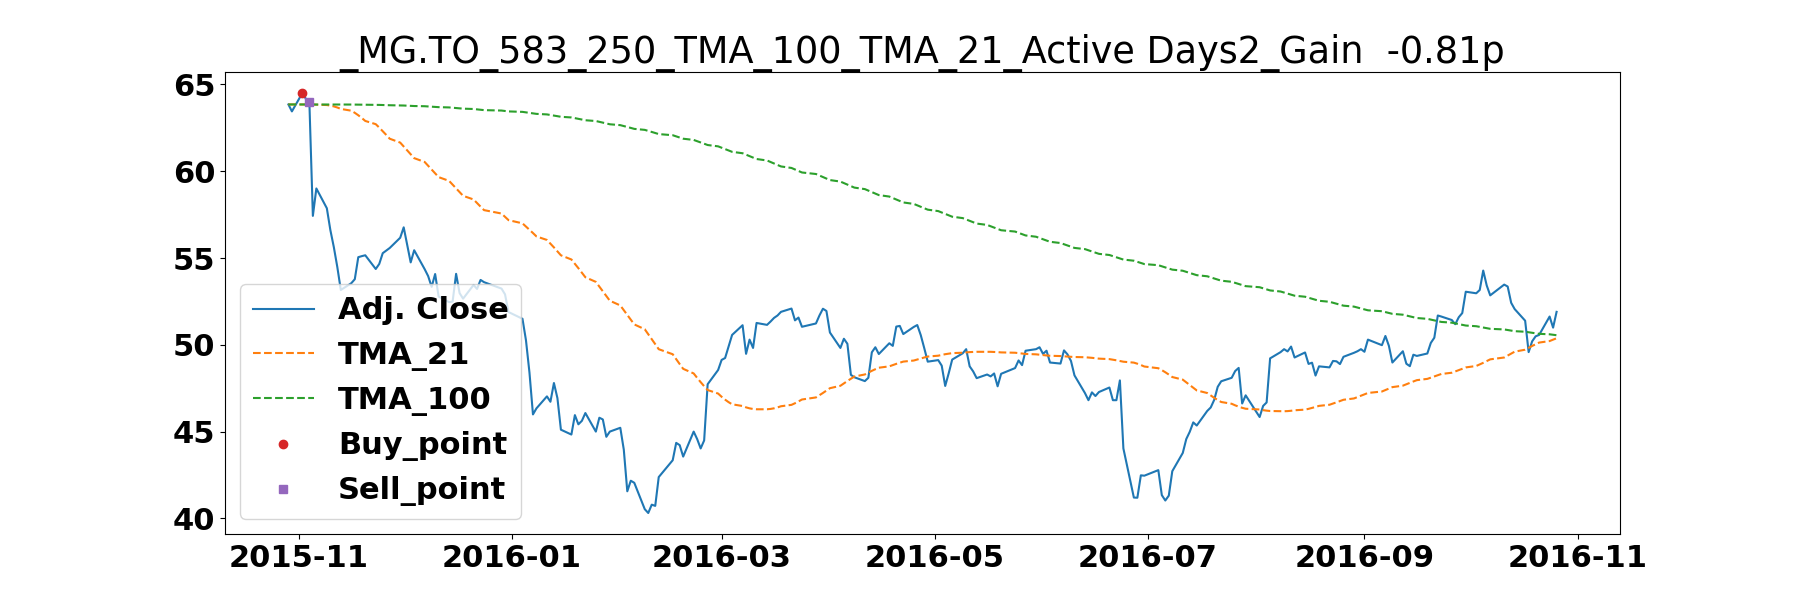 _MG.TO_583_250_TMA_100_TMA_21_Active Days2_Gain  -0.81p
65
60
55
50
45
40
Adj. Close
TMA_21
TMA_100
Buy_point
Sell_point
2015-11 2016-01 2016-03 2016-05 2016-07 2016-09 2016-11